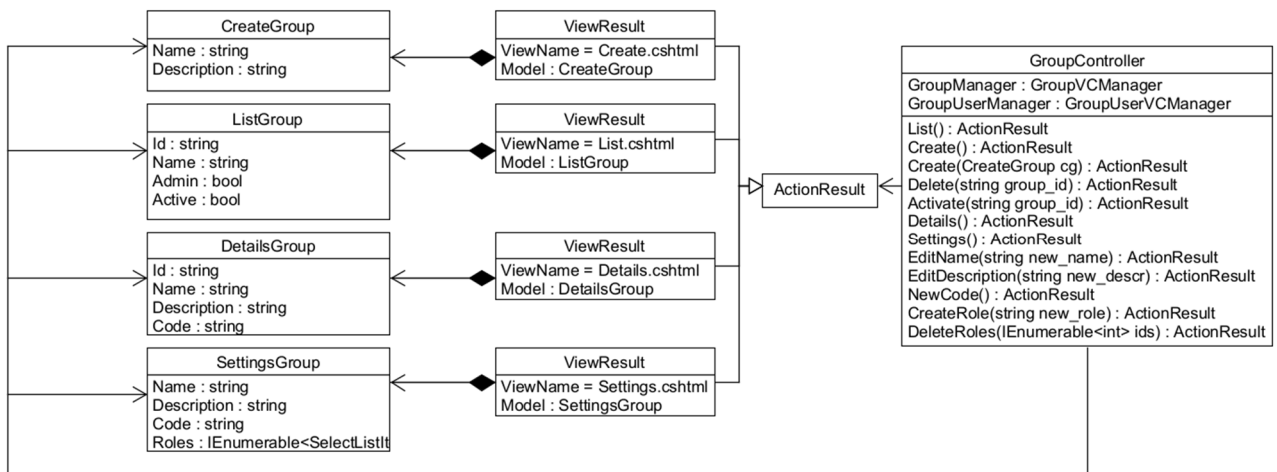 CreateGroup
Name : string
Description : string
ViewResult
ViewName = Create.cshtml
Model : CreateGroup
ListGroup
Id : string
Name : string
Admin : bool
Active : bool
ViewResult
ViewName = List.cshtml
Model : ListGroup
DetailsGroup
Id : string
Name : string
Description : string
Code : string
ViewResult
ViewName = Details.cshtml
Model : DetailsGroup
SettingsGroup
Name : string
Description : string
Code : string
Roles : IEnumerable<SelectListIt
ViewResult
ViewName = Settings.cshtml
Model : SettingsGroup
ActionResult
GroupController
GroupManager : GroupVCManager
GroupUserManager : GroupUserVCManager
List() : ActionResult
Create() : ActionResult
Create(CreateGroup cg) : ActionResult
Delete(string group_id) : ActionResult
Activate(string group_id) : ActionResult
Details() : ActionResult
Settings() : ActionResult
EditName(string new_name) : ActionResult
EditDescription(string new_descr) : ActionResult
NewCode() : ActionResult
CreateRole(string new_role) : ActionResult
DeleteRoles(IEnumerable<int> ids) : ActionResult